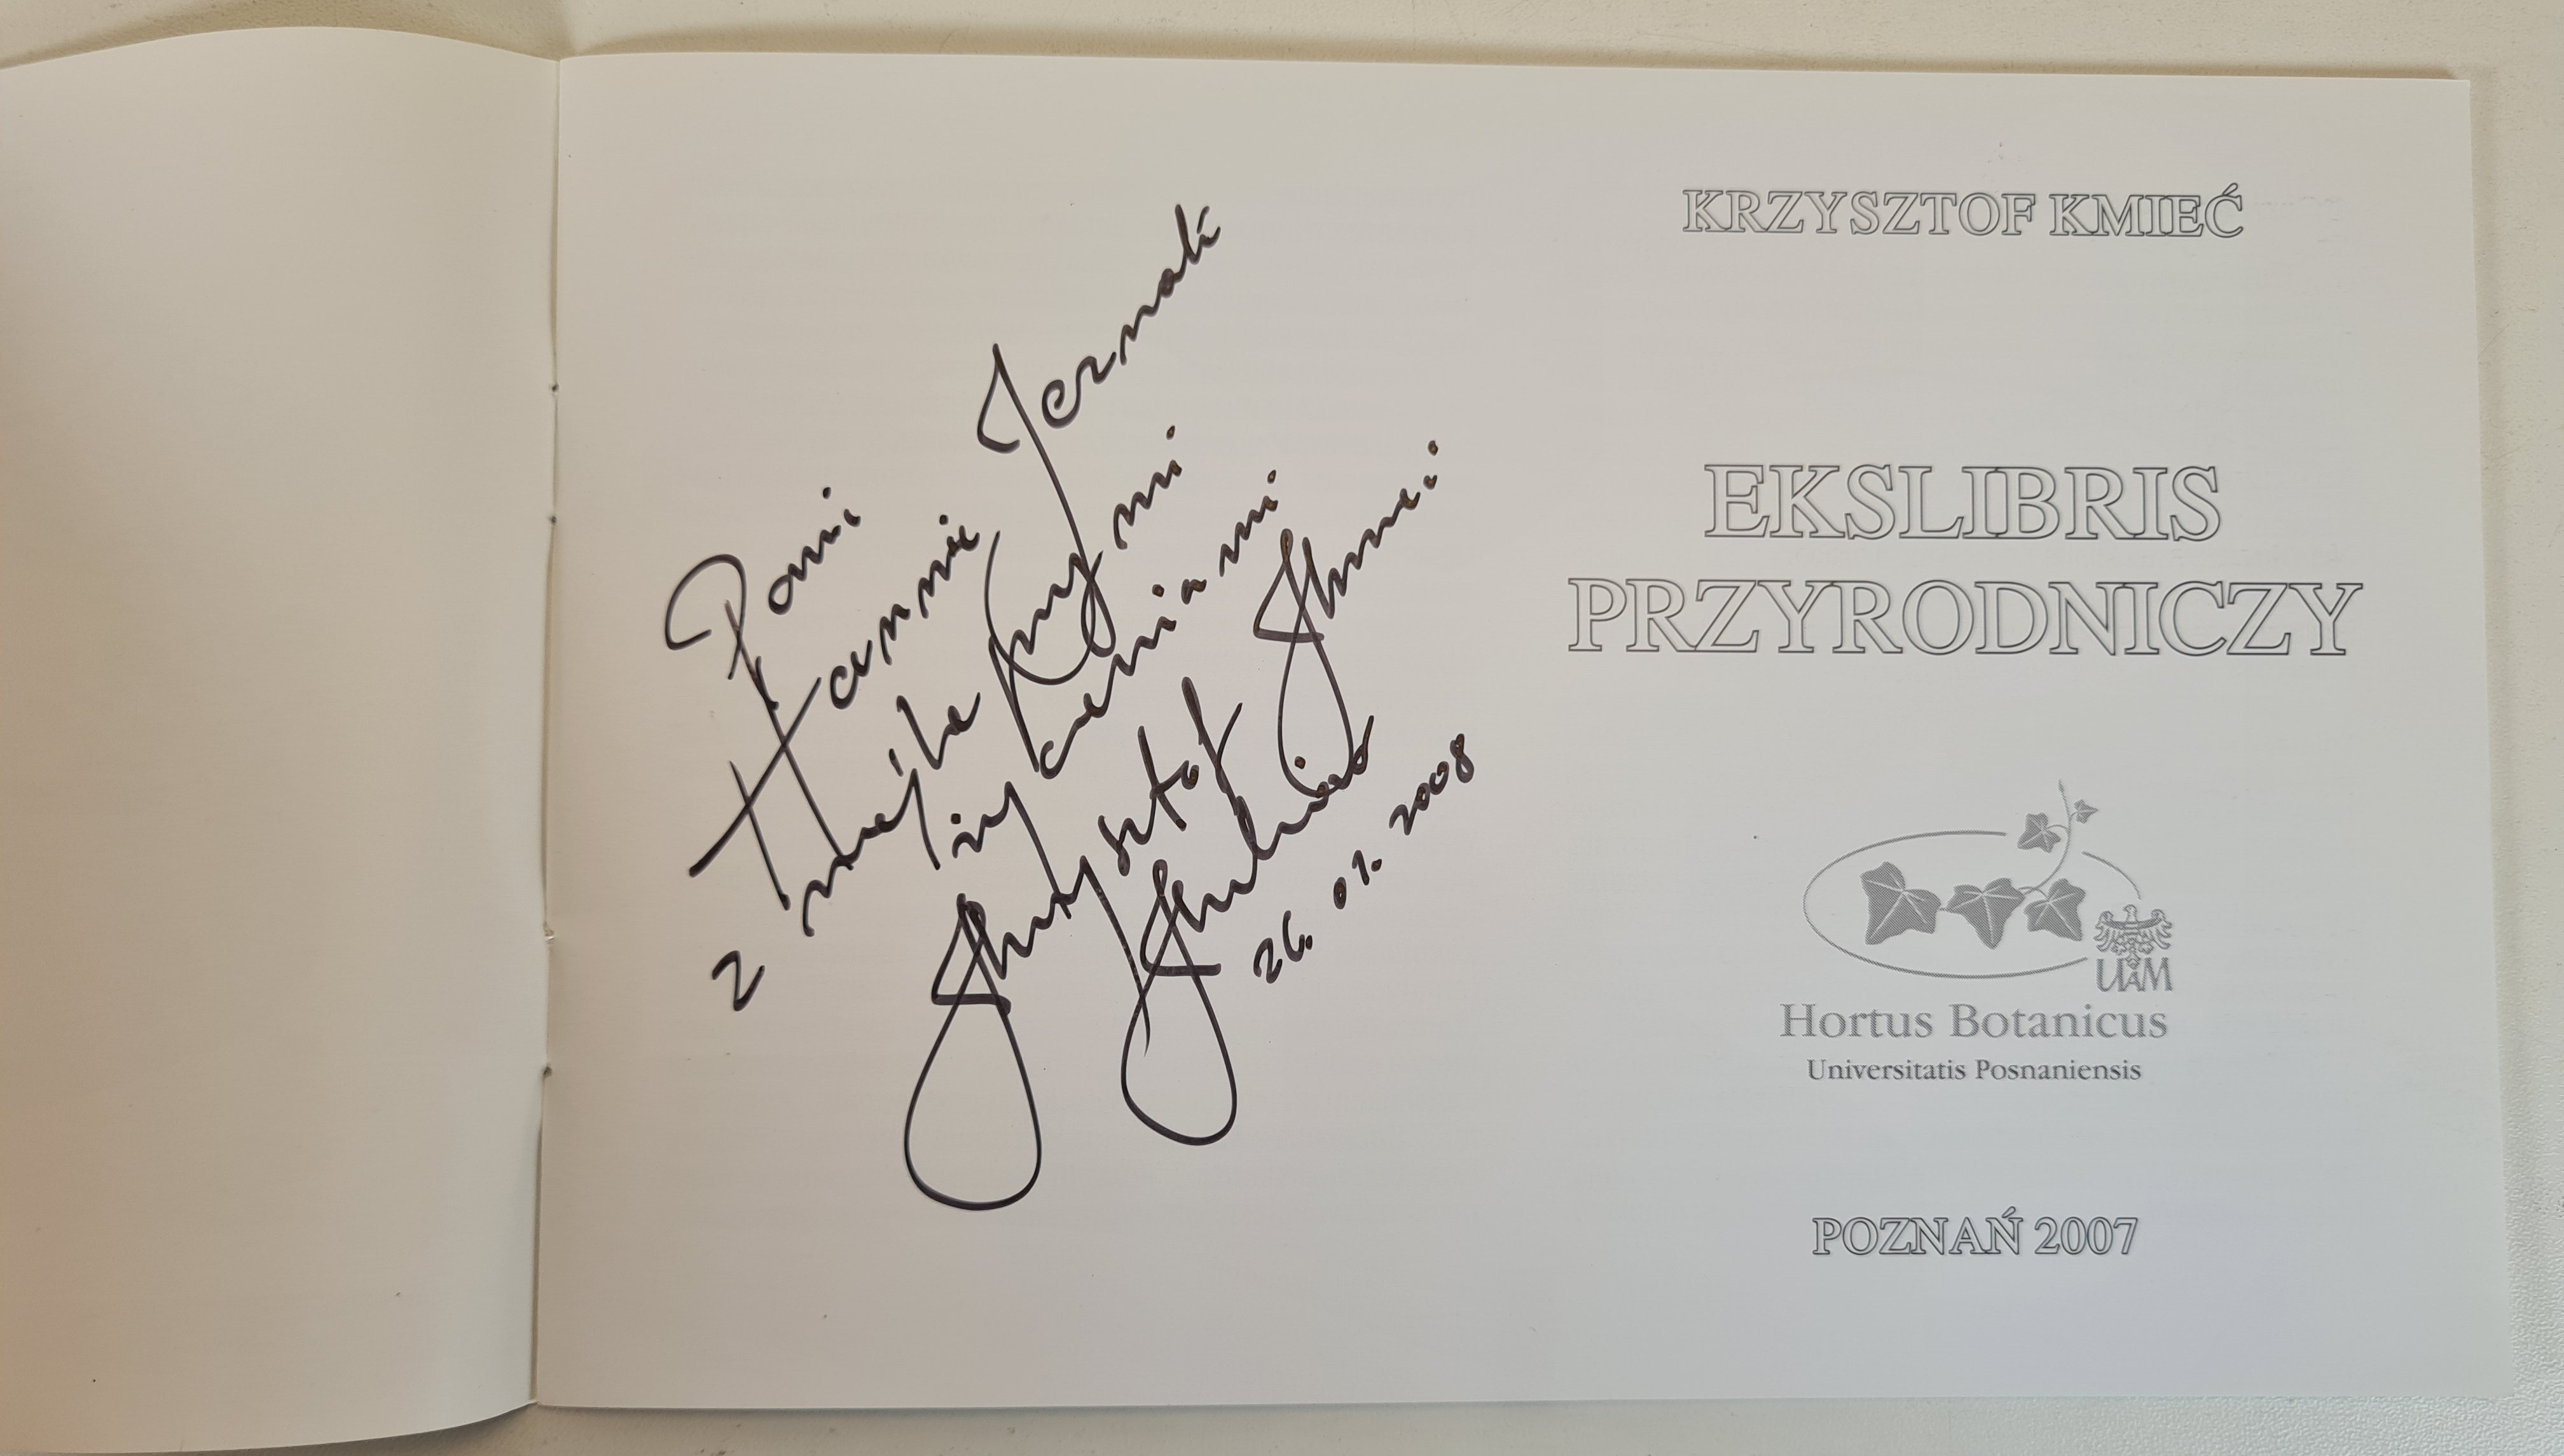 Pani
Hannie Jermak
z najlepszymi
życzeniami
Krzysztof Kmieć
Kraków
26. 01. 2008
KRZYSZTOF KMIEĆ
EKSLIBRIS
PRZYRODNICZY
UAM
Hortus Botanicus
Universitatis Posnaniensis
POZNAŃ 2007